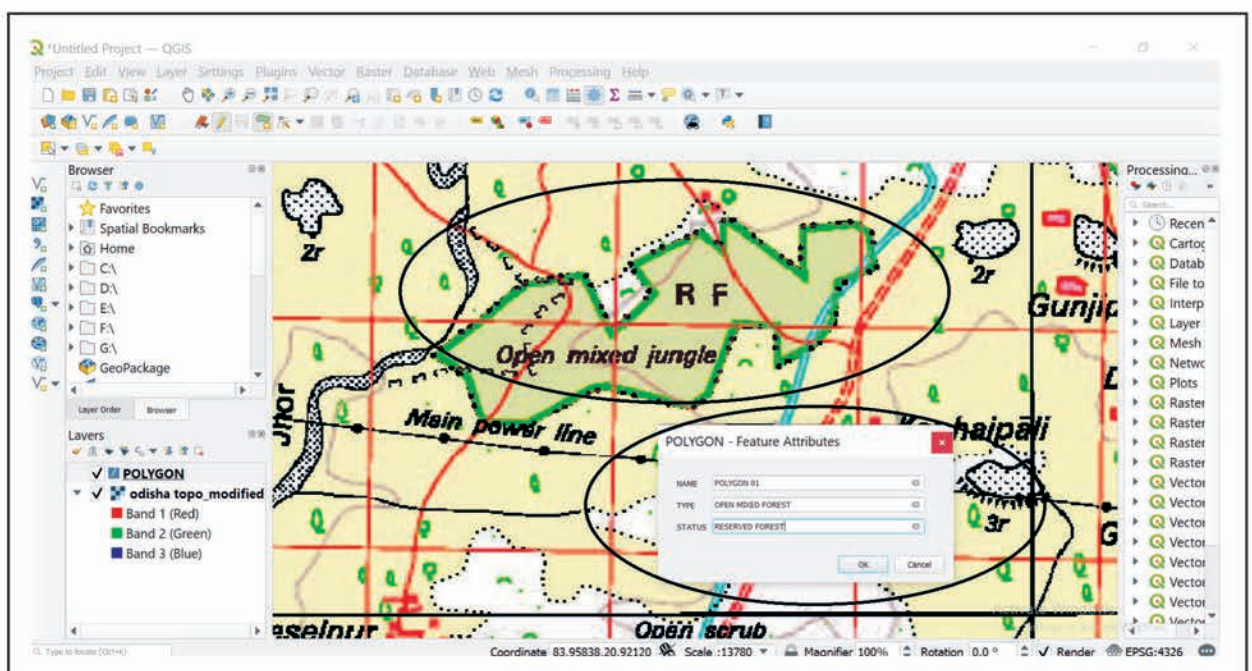 *Untitled Project — QGIS
Project Edit View Layer Settings Plugins Vector Raster Database Web Mesh Processing Help
Browser
Favorites
Spatial Bookmarks
Home
C:\
D:\
E:\
F:\
G:\
GeoPackage
Layer Order Browser
Layers
POLYGON
odisha topo_modified
Band 1 (Red)
Band 2 (Green)
Band 3 (Blue)
2r
R F
Open mixed jungle
2r
Gunjip
Jhor
Main power line
haipāli
3r
G
eselpur
Open scrub
POLYGON - Feature Attributes
NAME POLYGON 01
TYPE OPEN MIXED FOREST
STATUS RESERVED FOREST
OK Cancel
Processing...
Search...
Recen
Cartog
Datab
File to
Interp
Layer
Mesh
Netwo
Plots
Raster
Raster
Raster
Raster
Vector
Vector
Vector
Vector
Vector
Vector
Vector
Type to locate (Ctrl+K)
Coordinate 83.95838,20.92120 Scale :13780 Magnifier 100% Rotation 0.0 ° Render EPSG:4326